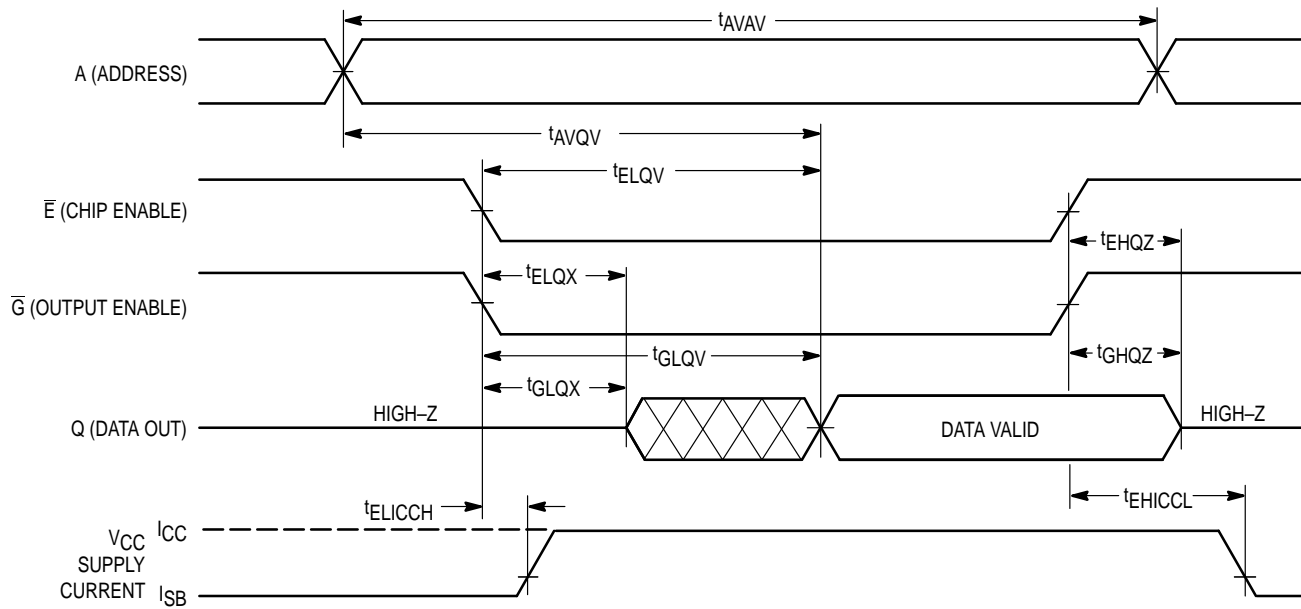 tAVAV
A (ADDRESS)
tAVQV
tELQV
E̅ (CHIP ENABLE)
tEHQZ
tELQX
G̅ (OUTPUT ENABLE)
tGLQV
tGHQZ
tGLQX
HIGH–Z
Q (DATA OUT)
DATA VALID
HIGH–Z
tELICCH
tEHICCL
VCC ICC
SUPPLY
CURRENT ISB